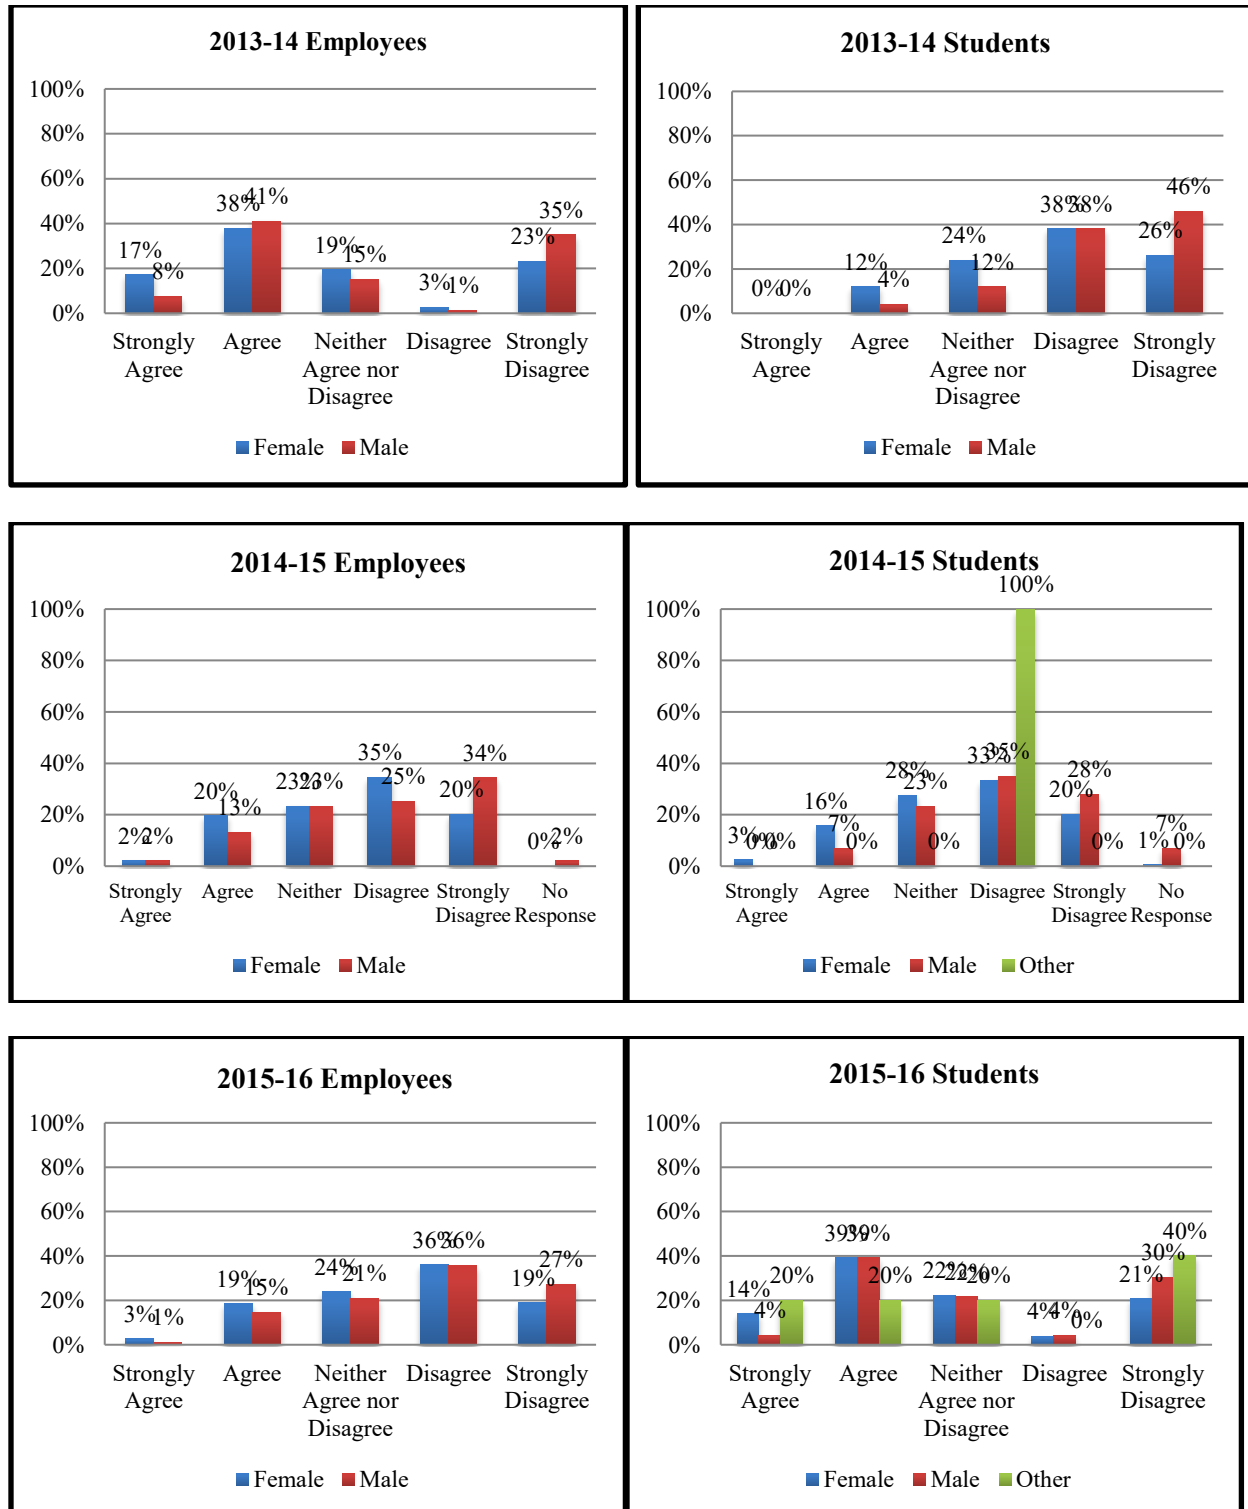 2013-14 Employees
100%
80%
60%
40%
20%
0%
17%
8%
38%
41%
19%
15%
3%
1%
23%
35%
Strongly Agree
Agree
Neither Agree nor Disagree
Disagree
Strongly Disagree
Female Male
2013-14 Students
100%
80%
60%
40%
20%
0%
0%
0%
12%
4%
24%
12%
38%
38%
26%
46%
Strongly Agree
Agree
Neither Agree nor Disagree
Disagree
Strongly Disagree
Female Male
2014-15 Employees
100%
80%
60%
40%
20%
0%
2%
2%
20%
13%
23%
23%
35%
25%
20%
34%
0%
2%
Strongly Agree
Agree
Neither
Disagree
Strongly Disagree
No Response
Female Male
2014-15 Students
100%
80%
60%
40%
20%
0%
3%
0%
0%
16%
7%
0%
28%
23%
0%
33%
35%
100%
20%
28%
0%
1%
7%
0%
Strongly Agree
Agree
Neither
Disagree
Strongly Disagree
No Response
Female Male Other
2015-16 Employees
100%
80%
60%
40%
20%
0%
3%
1%
19%
15%
24%
21%
36%
36%
19%
27%
Strongly Agree
Agree
Neither Agree nor Disagree
Disagree
Strongly Disagree
Female Male
2015-16 Students
100%
80%
60%
40%
20%
0%
14%
4%
20%
39%
39%
20%
22%
22%
20%
4%
4%
0%
21%
30%
40%
Strongly Agree
Agree
Neither Agree nor Disagree
Disagree
Strongly Disagree
Female Male Other